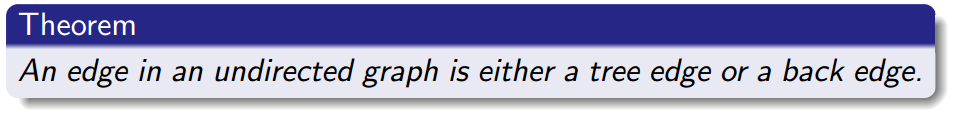 Theorem
An edge in an undirected graph is either a tree edge or a back edge.